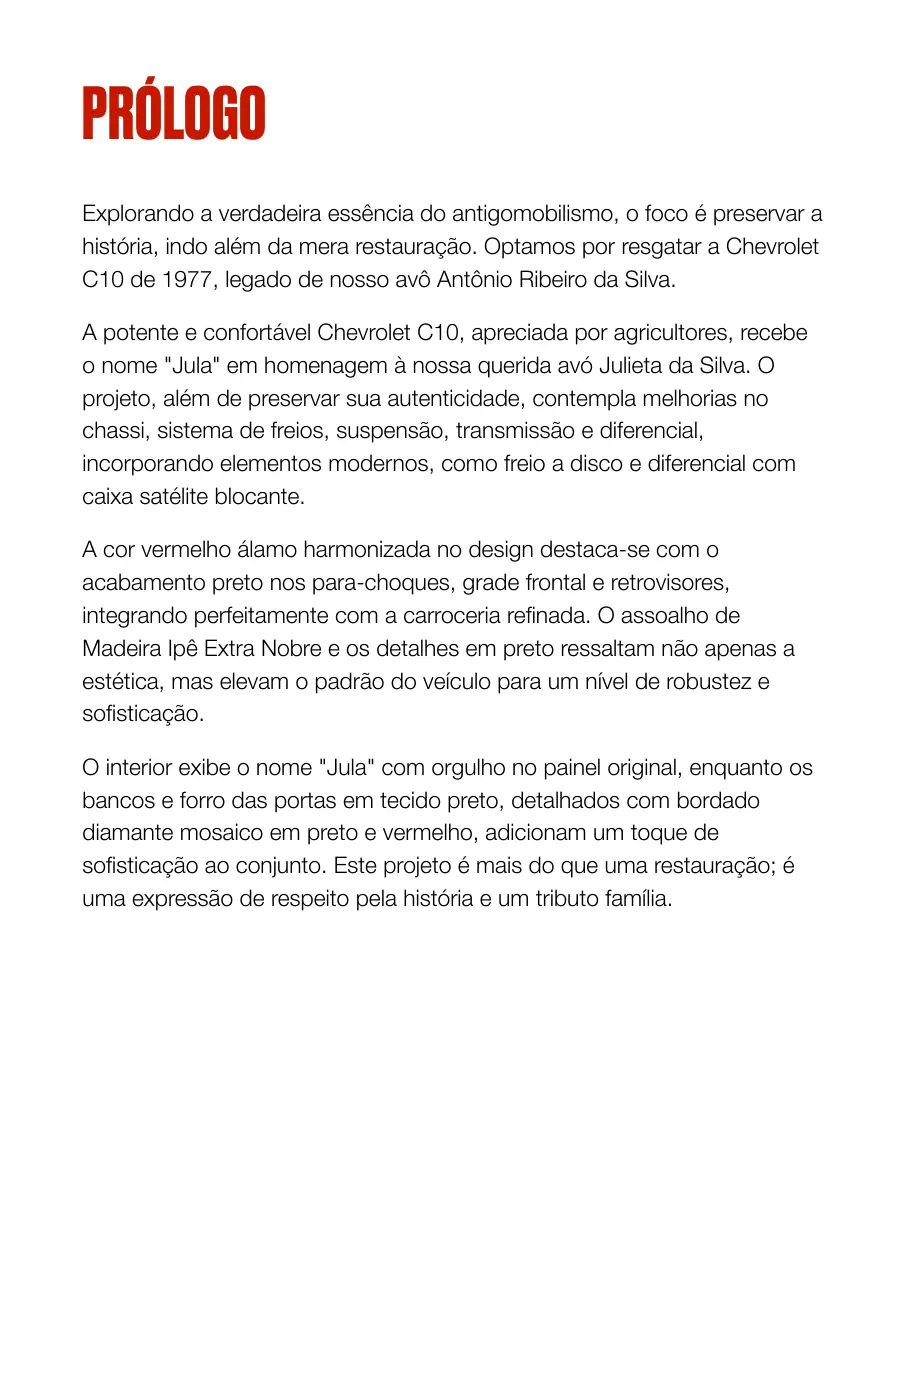 PRÓLOGO
Explorando a verdadeira essência do antigomobilismo, o foco é preservar a
história, indo além da mera restauração. Optamos por resgatar a Chevrolet
C10 de 1977, legado de nosso avô Antônio Ribeiro da Silva.
A potente e confortável Chevrolet C10, apreciada por agricultores, recebe
o nome "Jula" em homenagem à nossa querida avó Julieta da Silva. O
projeto, além de preservar sua autenticidade, contempla melhorias no
chassi, sistema de freios, suspensão, transmissão e diferencial,
incorporando elementos modernos, como freio a disco e diferencial com
caixa satélite blocante.
A cor vermelho álamo harmonizada no design destaca-se com o
acabamento preto nos para-choques, grade frontal e retrovisores,
integrando perfeitamente com a carroceria refinada. O assoalho de
Madeira Ipê Extra Nobre e os detalhes em preto ressaltam não apenas a
estética, mas elevam o padrão do veículo para um nível de robustez e
sofisticação.
O interior exibe o nome "Jula" com orgulho no painel original, enquanto os
bancos e forro das portas em tecido preto, detalhados com bordado
diamante mosaico em preto e vermelho, adicionam um toque de
sofisticação ao conjunto. Este projeto é mais do que uma restauração; é
uma expressão de respeito pela história e um tributo família.